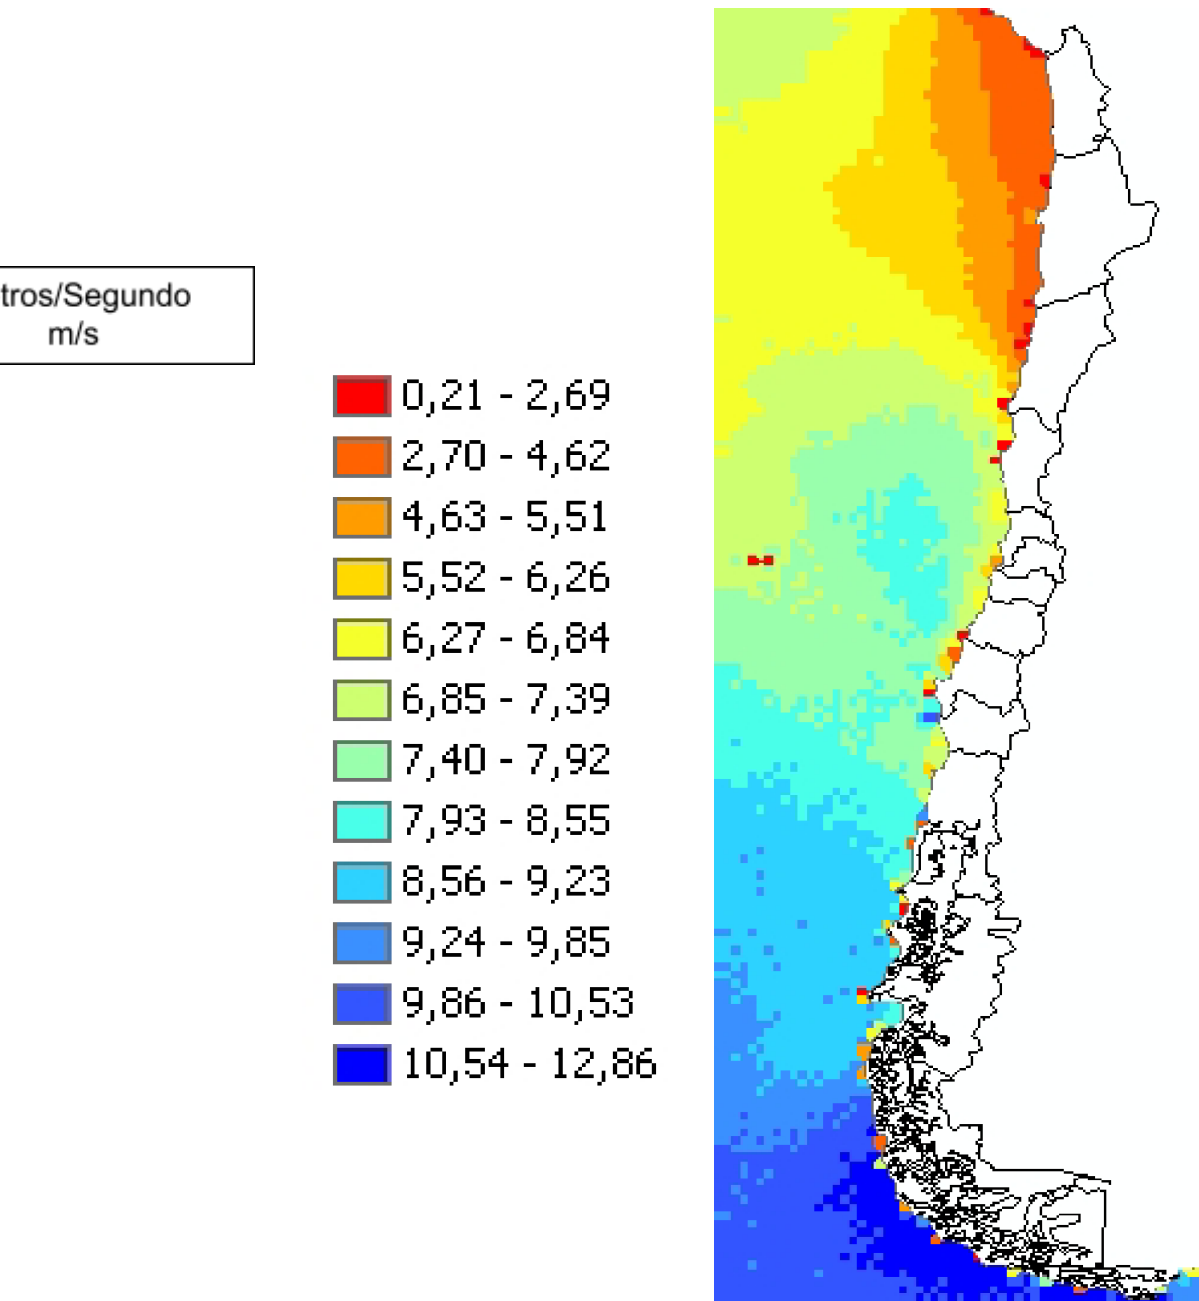 tros/Segundo
m/s
0,21 - 2,69
2,70 - 4,62
4,63 - 5,51
5,52 - 6,26
6,27 - 6,84
6,85 - 7,39
7,40 - 7,92
7,93 - 8,55
8,56 - 9,23
9,24 - 9,85
9,86 - 10,53
10,54 - 12,86